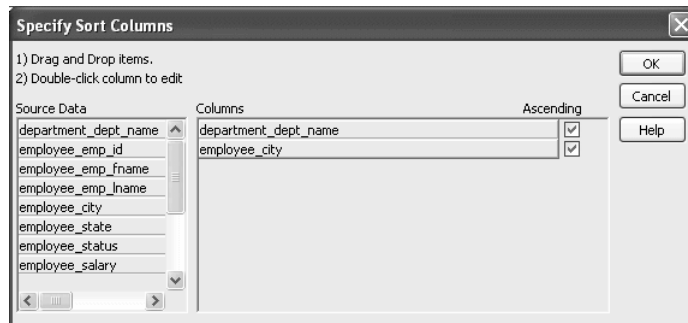 Specify Sort Columns
1) Drag and Drop items.
2) Double-click column to edit
OK
Cancel
Help
Source Data
department_dept_name
employee_emp_id
employee_emp_fname
employee_emp_lname
employee_city
employee_state
employee_status
employee_salary
Columns Ascending
department_dept_name
employee_city